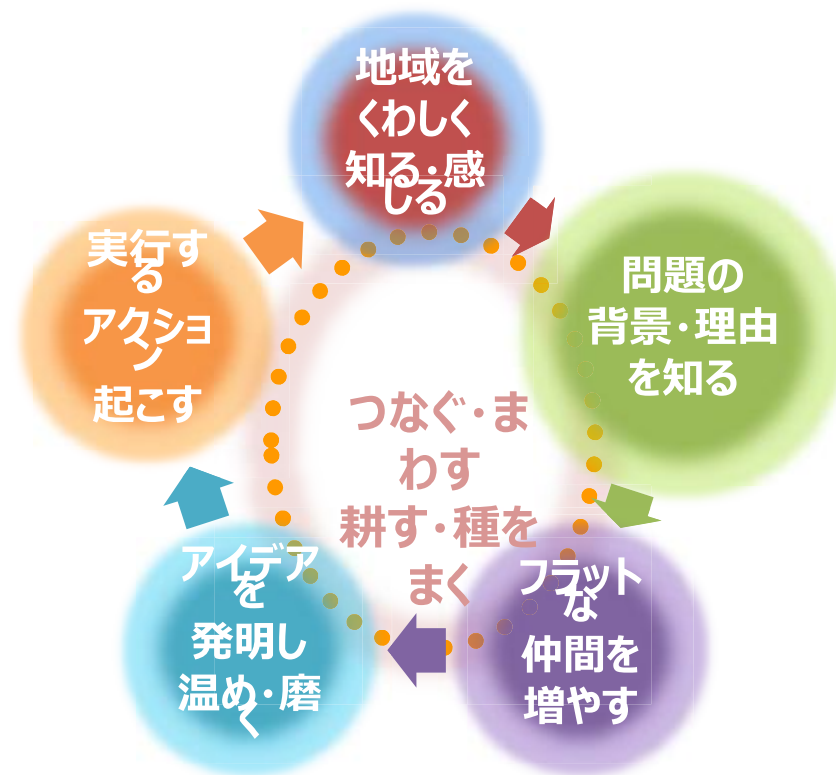 地域を
くわしく
知る・感
じる
問題の
背景・理由
を知る
フラット
な
仲間を
増やす
アイデア
を
発明し
温め・磨
く
実行す
る
アクショ
ン
起こす
つなぐ・ま
わす
耕す・種を
まく